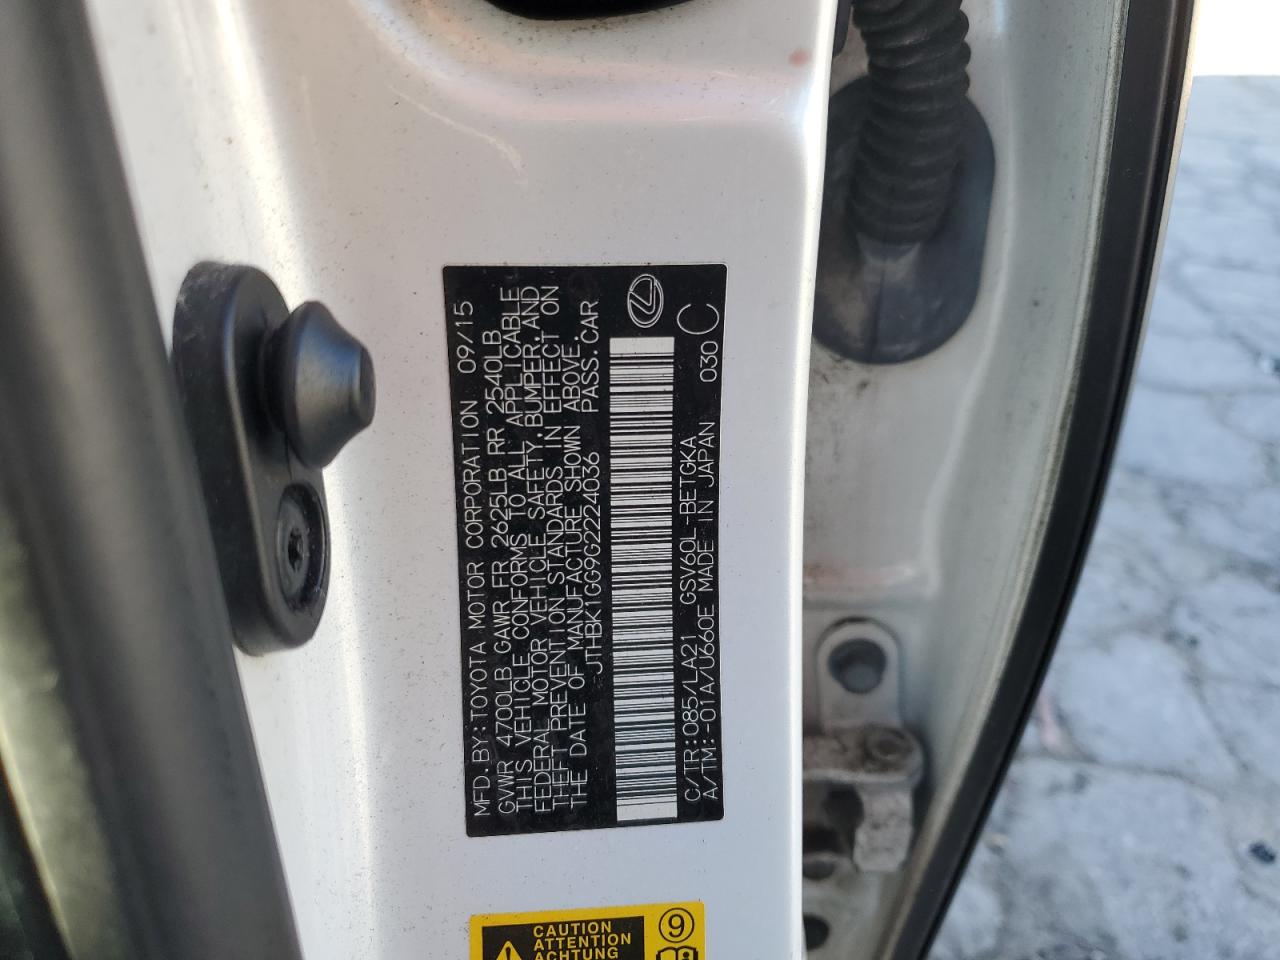 MFD.BY:TOYOTA MOTOR CORPORATION 09/15
GVWR 4700LB GAWR FR 2625LB RR 2540LB
THIS VEHICLE CONFORMS TO ALL APPLICABLE
FEDERAL MOTOR VEHICLE SAFETY,BUMPER,AND
THEFT PREVENTION STANDARDS IN EFFECT ON
THE DATE OF MANUFACTURE SHOWN ABOVE.
JTHBK1GG9G2224036 PASS.CAR
C/TR:085/LA21 GSV60L-BETGKA
A/TM:-01A/U660E MADE IN JAPAN 030 C
CAUTION
ATTENTION
ACHTUNG
9